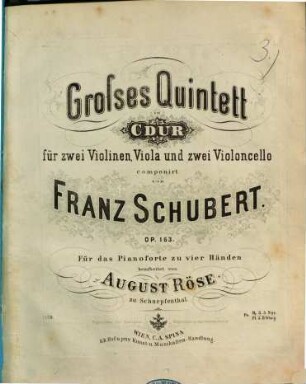 3)
Großes Quintett
in
C DUR
für zwei Violinen, Viola und zwei Violoncello
componirt
von
FRANZ SCHUBERT.
OP. 163.
Für das Pianoforte zu vier Händen
bearbeitet von
AUGUST RÖSE.
zu Schnepfenthal.
WIEN, C.A. SPINA